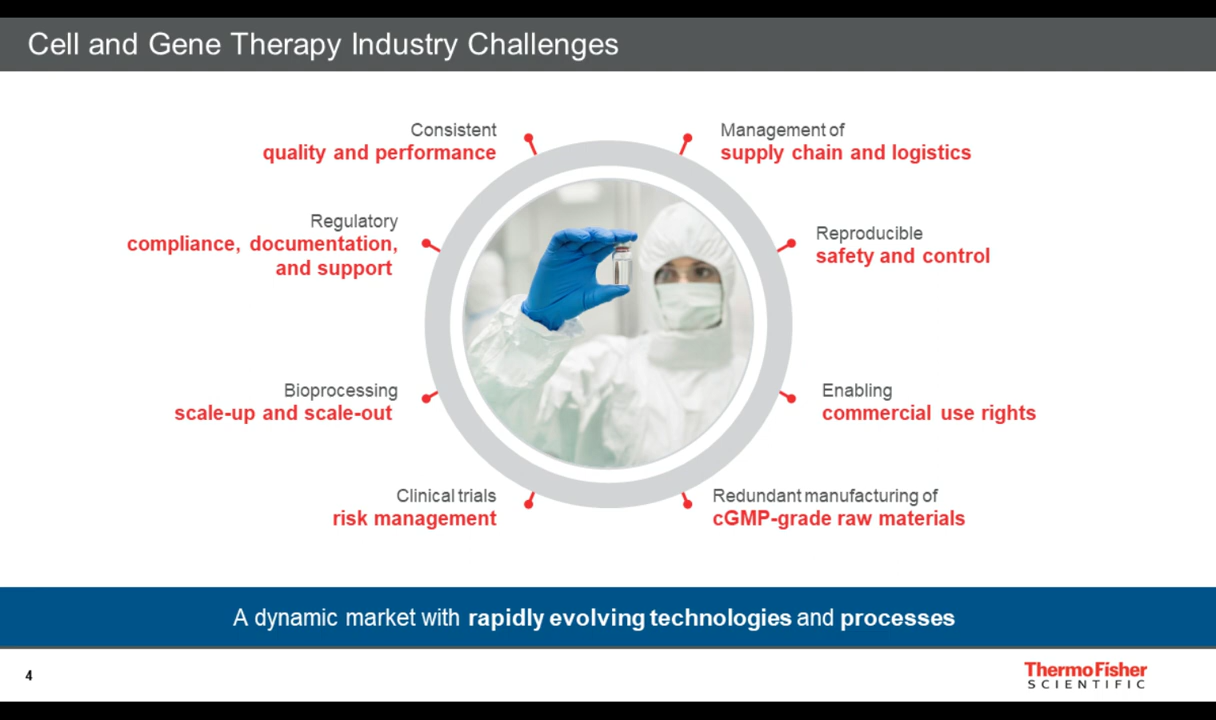 Cell and Gene Therapy Industry Challenges
Consistent
quality and performance
Regulatory
compliance, documentation,
and support
Bioprocessing
scale-up and scale-out
Clinical trials
risk management
Management of
supply chain and logistics
Reproducible
safety and control
Enabling
commercial use rights
Redundant manufacturing of
cGMP-grade raw materials
A dynamic market with rapidly evolving technologies and processes
4
ThermoFisher
SCIENTIFIC